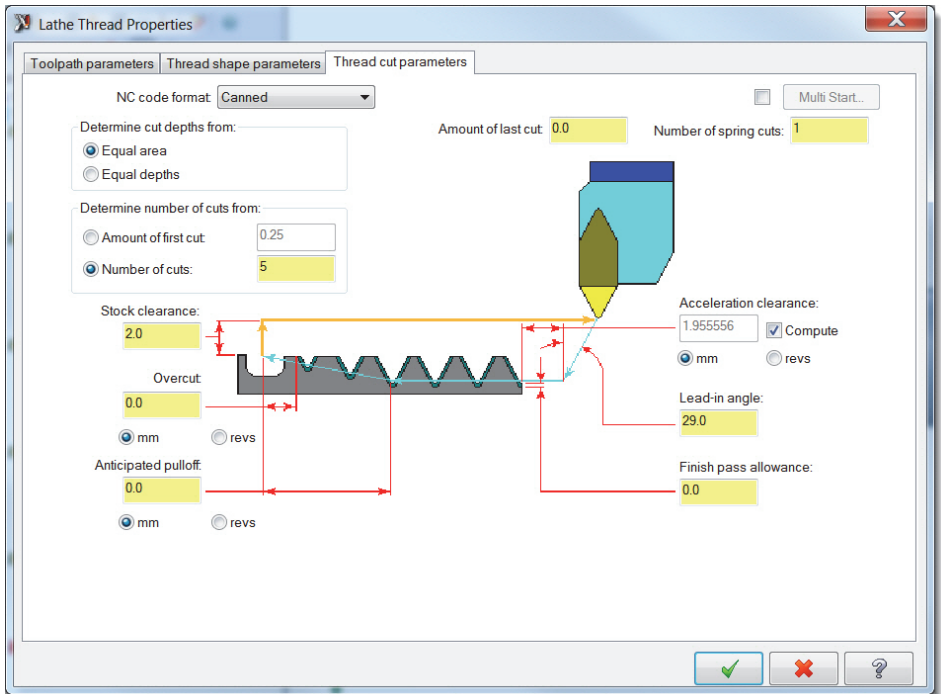 Lathe Thread Properties
Toolpath parameters Thread shape parameters Thread cut parameters
NC code format: Canned
Multi Start...
Determine cut depths from:
Equal area
Equal depths
Amount of last cut: 0.0
Number of spring cuts: 1
Determine number of cuts from:
Amount of first cut: 0.25
Number of cuts: 5
Stock clearance:
2.0
Overcut:
0.0
mm revs
Anticipated pulloff:
0.0
mm revs
Acceleration clearance:
1.955556 Compute
mm revs
Lead-in angle:
29.0
Finish pass allowance:
0.0